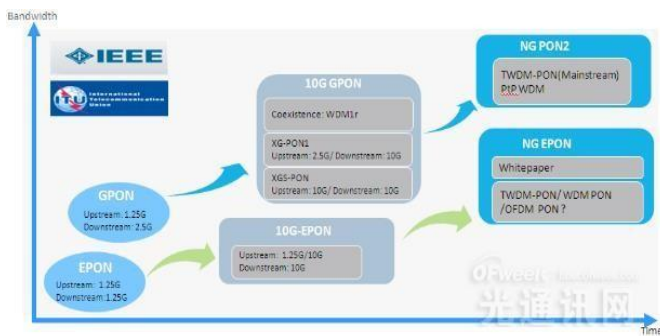 Bandwidth
IEEE
ITU
International
Telecommunication
Union
NG PON2
TWDM-PON(Mainstream)
PtP WDM
10G GPON
Coexistence: WDM1r
XG-PON1
Upstream: 2.5G/ Downstream: 10G
XGS-PON
Upstream: 10G/ Downstream: 10G
NG EPON
Whitepaper
TWDM-PON/ WDM PON
/OFDM PON ?
GPON
Upstream: 1.25G
Downstream: 2.5G
10G-EPON
Upstream: 1.25G/10G
Downstream: 10G
EPON
Upstream: 1.25G
Downstream:1.25G
OFweek
光通讯网
Time